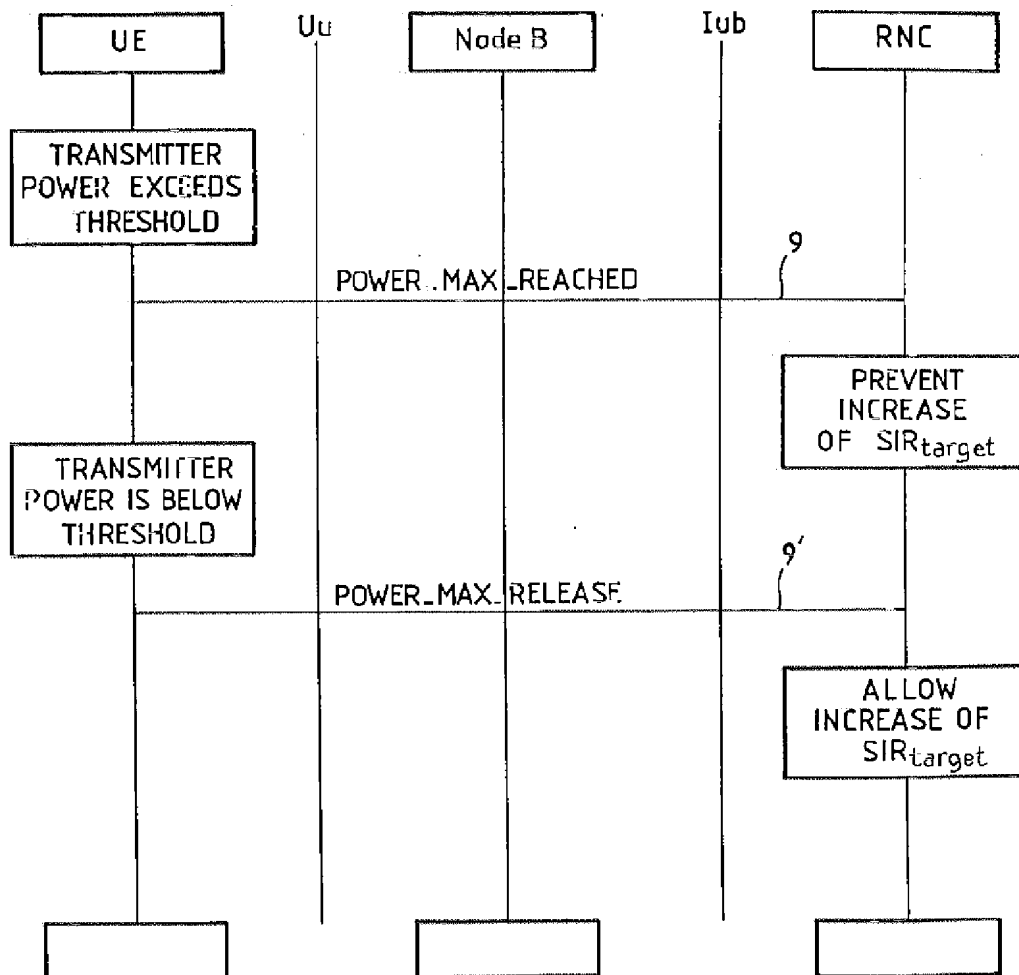 UE
Uu
Node B
Iub
RNC
TRANSMITTER
POWER EXCEEDS
THRESHOLD
9
POWER_MAX_REACHED
PREVENT
INCREASE
OF SIRtarget
TRANSMITTER
POWER IS BELOW
THRESHOLD
9'
POWER_MAX_RELEASE
ALLOW
INCREASE OF
SIRtarget